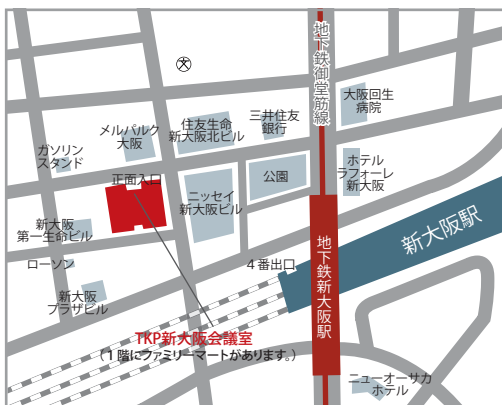 地下鉄御堂筋線
文
大阪回生
病院
三井住友
銀行
住友生命
新大阪北ビル
メルパルク
大阪
ガソリン
スタンド
正面入口
公園
ホテル
ラフォーレ
新大阪
ニッセイ
新大阪ビル
新大阪
第一生命ビル
ローソン
新大阪
プラザビル
4番出口
地下鉄新大阪駅
新大阪駅
TKP新大阪会議室
(1階にファミリーマートがあります。)
ニューオーサカ
ホテル